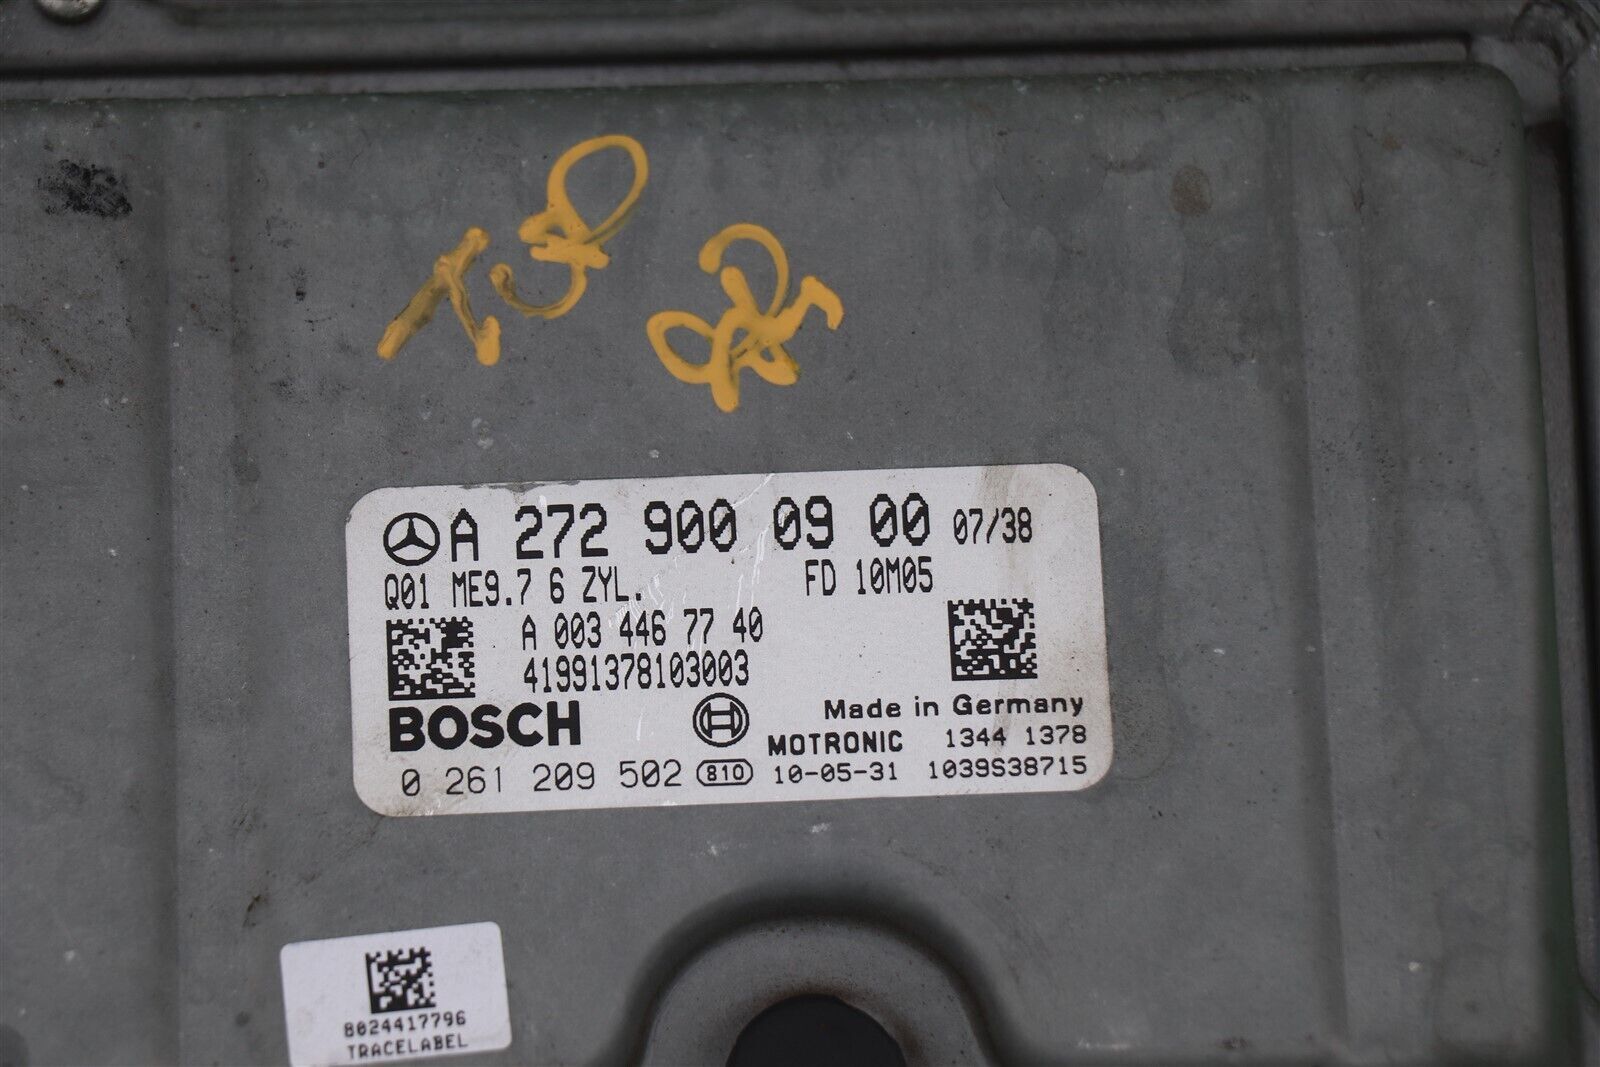 A 272 900 09 00 07/38
Q01 ME9.7 6 ZYL. FD 10M05
A 003 446 77 40
41991378103003
BOSCH Made in Germany
MOTRONIC 1344 1378
0 261 209 502 810 10-05-31 1039S38715
8024417796
TRACELABEL